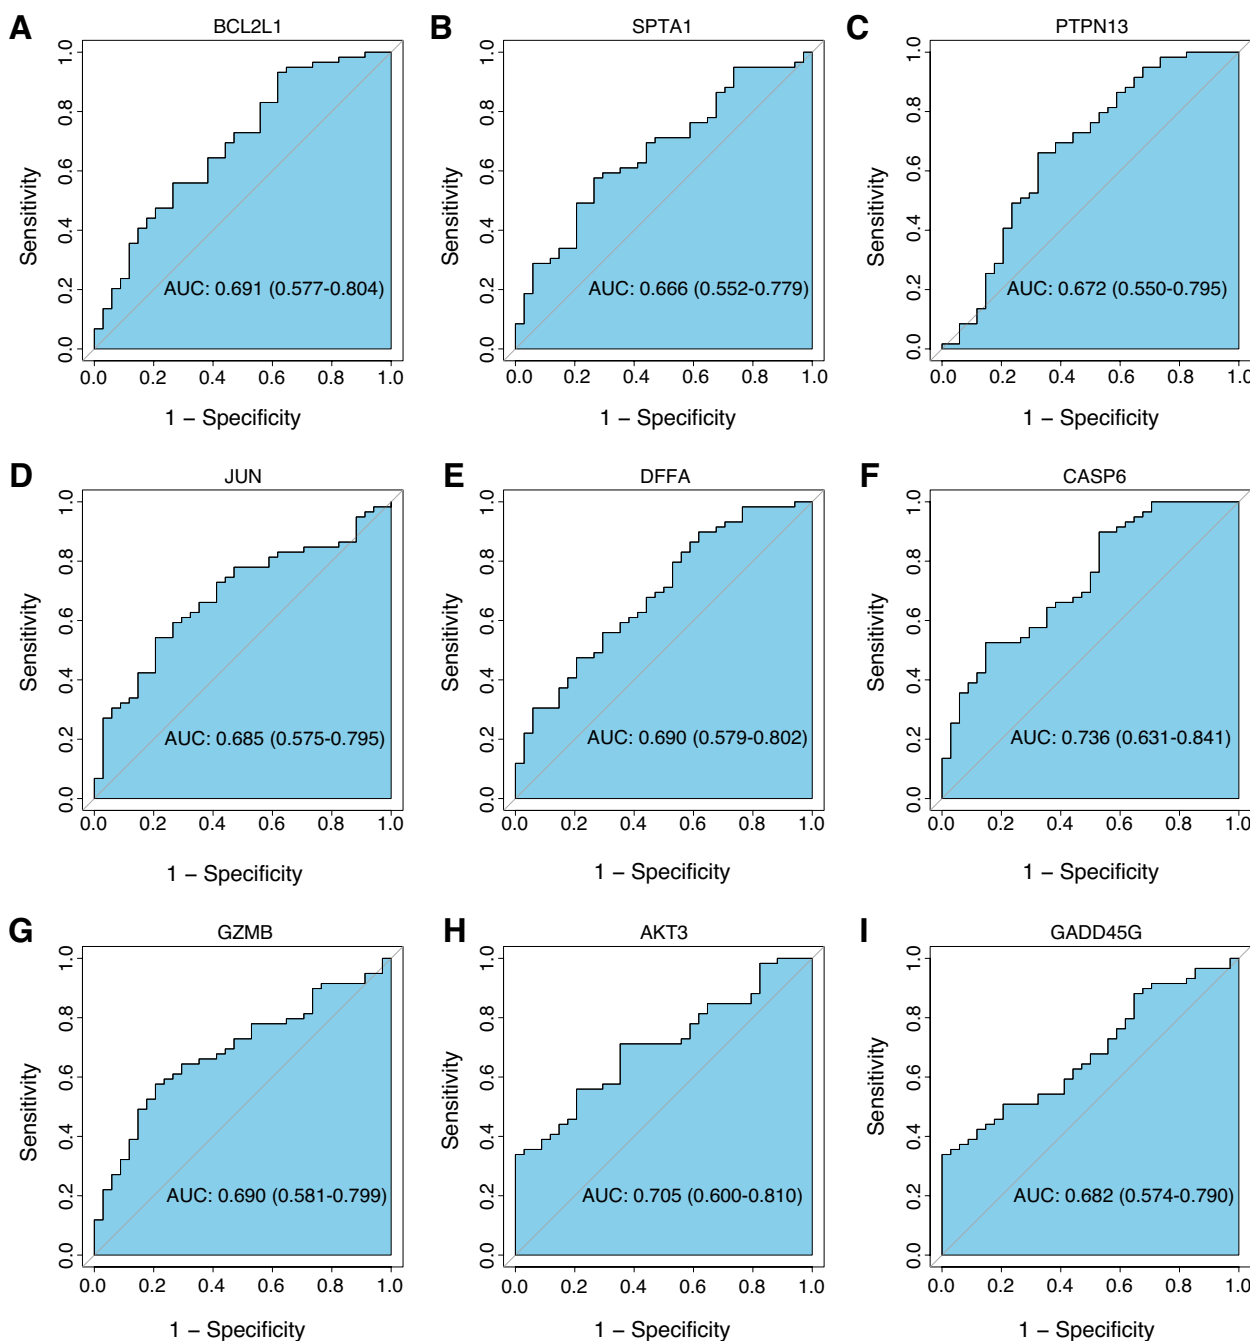 A
BCL2L1
Sensitivity
0.0 0.2 0.4 0.6 0.8 1.0
AUC: 0.691 (0.577-0.804)
0.0 0.2 0.4 0.6 0.8 1.0
1 – Specificity
B
SPTA1
Sensitivity
0.0 0.2 0.4 0.6 0.8 1.0
AUC: 0.666 (0.552-0.779)
0.0 0.2 0.4 0.6 0.8 1.0
1 – Specificity
C
PTPN13
Sensitivity
0.0 0.2 0.4 0.6 0.8 1.0
AUC: 0.672 (0.550-0.795)
0.0 0.2 0.4 0.6 0.8 1.0
1 – Specificity
D
JUN
Sensitivity
0.0 0.2 0.4 0.6 0.8 1.0
AUC: 0.685 (0.575-0.795)
0.0 0.2 0.4 0.6 0.8 1.0
1 – Specificity
E
DFFA
Sensitivity
0.0 0.2 0.4 0.6 0.8 1.0
AUC: 0.690 (0.579-0.802)
0.0 0.2 0.4 0.6 0.8 1.0
1 – Specificity
F
CASP6
Sensitivity
0.0 0.2 0.4 0.6 0.8 1.0
AUC: 0.736 (0.631-0.841)
0.0 0.2 0.4 0.6 0.8 1.0
1 – Specificity
G
GZMB
Sensitivity
0.0 0.2 0.4 0.6 0.8 1.0
AUC: 0.690 (0.581-0.799)
0.0 0.2 0.4 0.6 0.8 1.0
1 – Specificity
H
AKT3
Sensitivity
0.0 0.2 0.4 0.6 0.8 1.0
AUC: 0.705 (0.600-0.810)
0.0 0.2 0.4 0.6 0.8 1.0
1 – Specificity
I
GADD45G
Sensitivity
0.0 0.2 0.4 0.6 0.8 1.0
AUC: 0.682 (0.574-0.790)
0.0 0.2 0.4 0.6 0.8 1.0
1 – Specificity